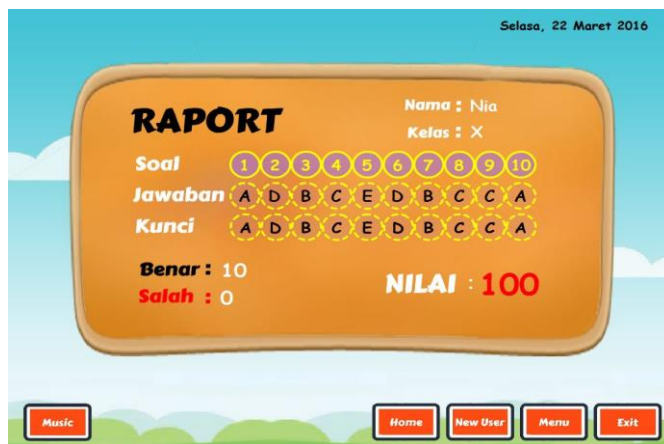 Selasa, 22 Maret 2016
RAPORT
Nama : Nia
Kelas : X
Soal 1 2 3 4 5 6 7 8 9 10
Jawaban A D B C E D B C C A
Kunci A D B C E D B C C A
Benar : 10
Salah : 0
NILAI : 100
Music
Home
New User
Menu
Exit